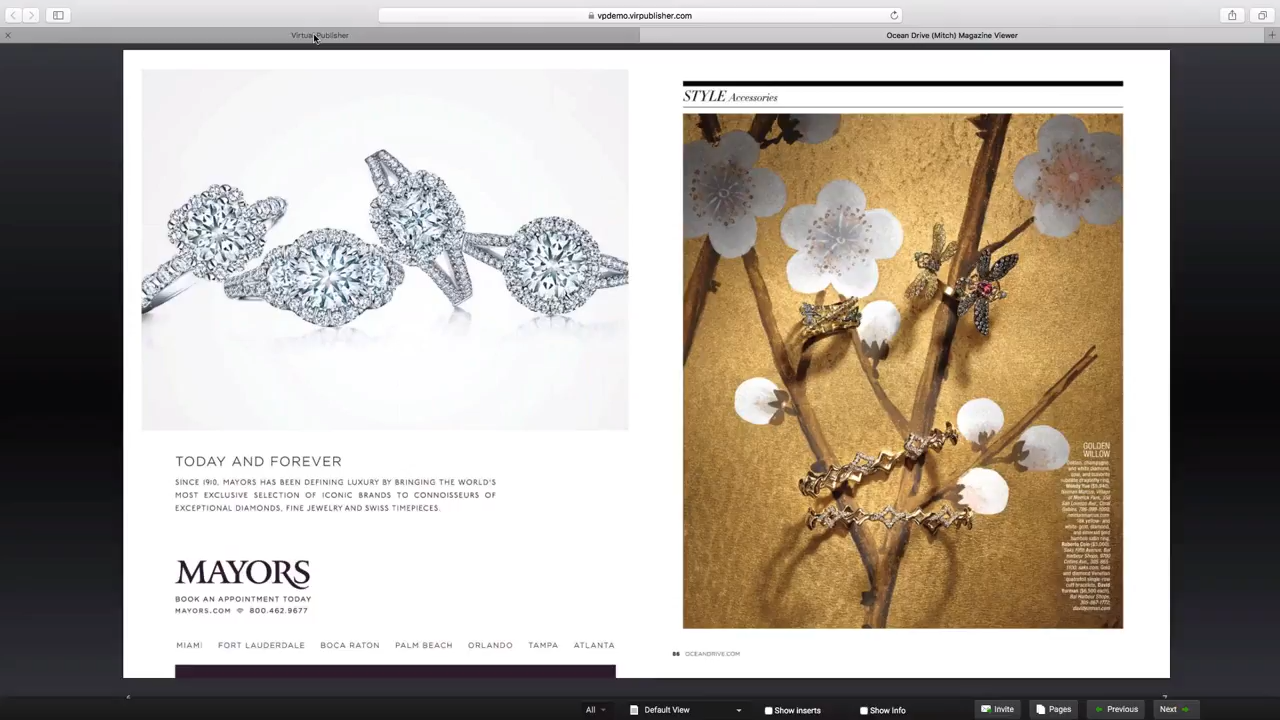 vpdemo.virpublisher.com
Virtual Publisher
Ocean Drive (Mitch) Magazine Viewer
TODAY AND FOREVER
SINCE 1910, MAYORS HAS BEEN DEFINING LUXURY BY BRINGING THE WORLD'S
MOST EXCLUSIVE SELECTION OF ICONIC BRANDS TO CONNOISSEURS OF
EXCEPTIONAL DIAMONDS, FINE JEWELRY AND SWISS TIMEPIECES.
MAYORS
BOOK AN APPOINTMENT TODAY
MAYORS.COM 800.462.9677
MIAMI FORT LAUDERDALE BOCA RATON PALM BEACH ORLANDO TAMPA ATLANTA
STYLE Accessories
GOLDEN
WILLOW
86 OCEANDRIVE.COM
6
7
All
Default View
Show inserts
Show Info
Invite
Pages
Previous
Next